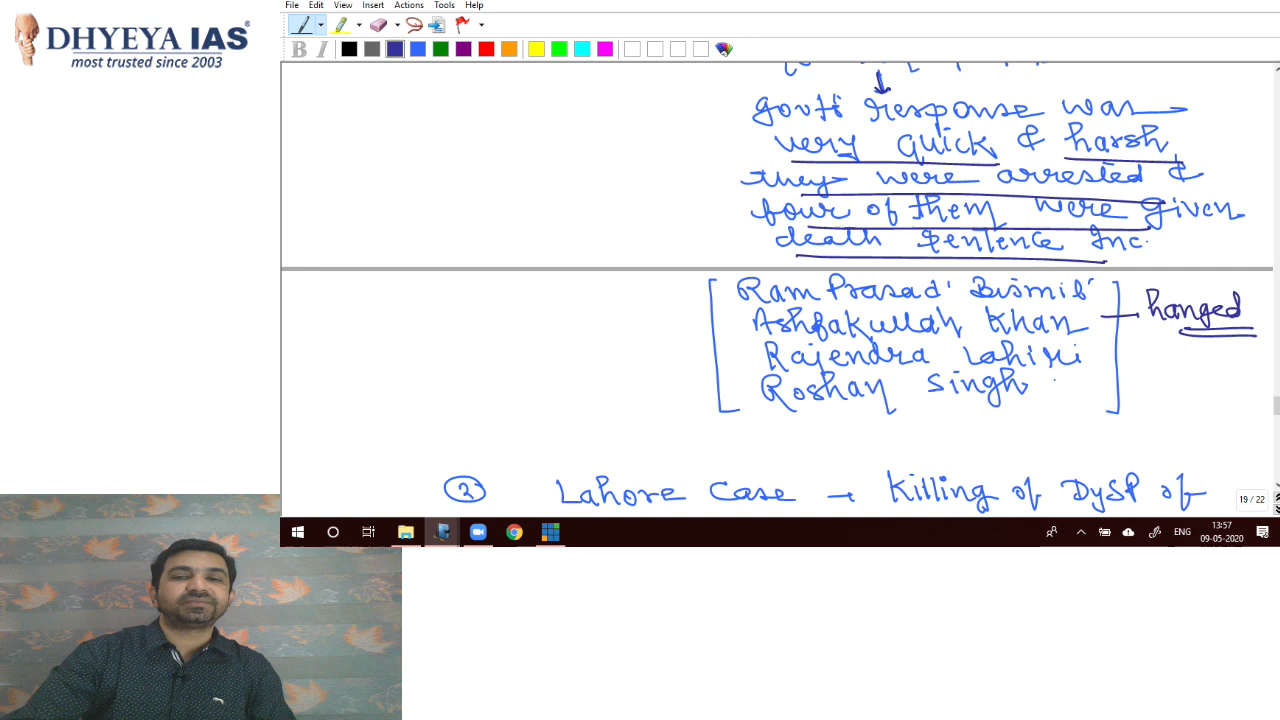 File Edit View Insert Actions Tools Help
DHYEYA IAS®
most trusted since 2003
B I
govt's response was
very quick & harsh,
they were arrested &
four of them were given
death sentence inc.
Ram Prasad 'Bismil'
Ashfakullah Khan
Rajendra Lahiri
Roshan Singh
hanged
2 Lahore Case → Killing of DySP of
19 / 22
ENG
13:57
09-05-2020